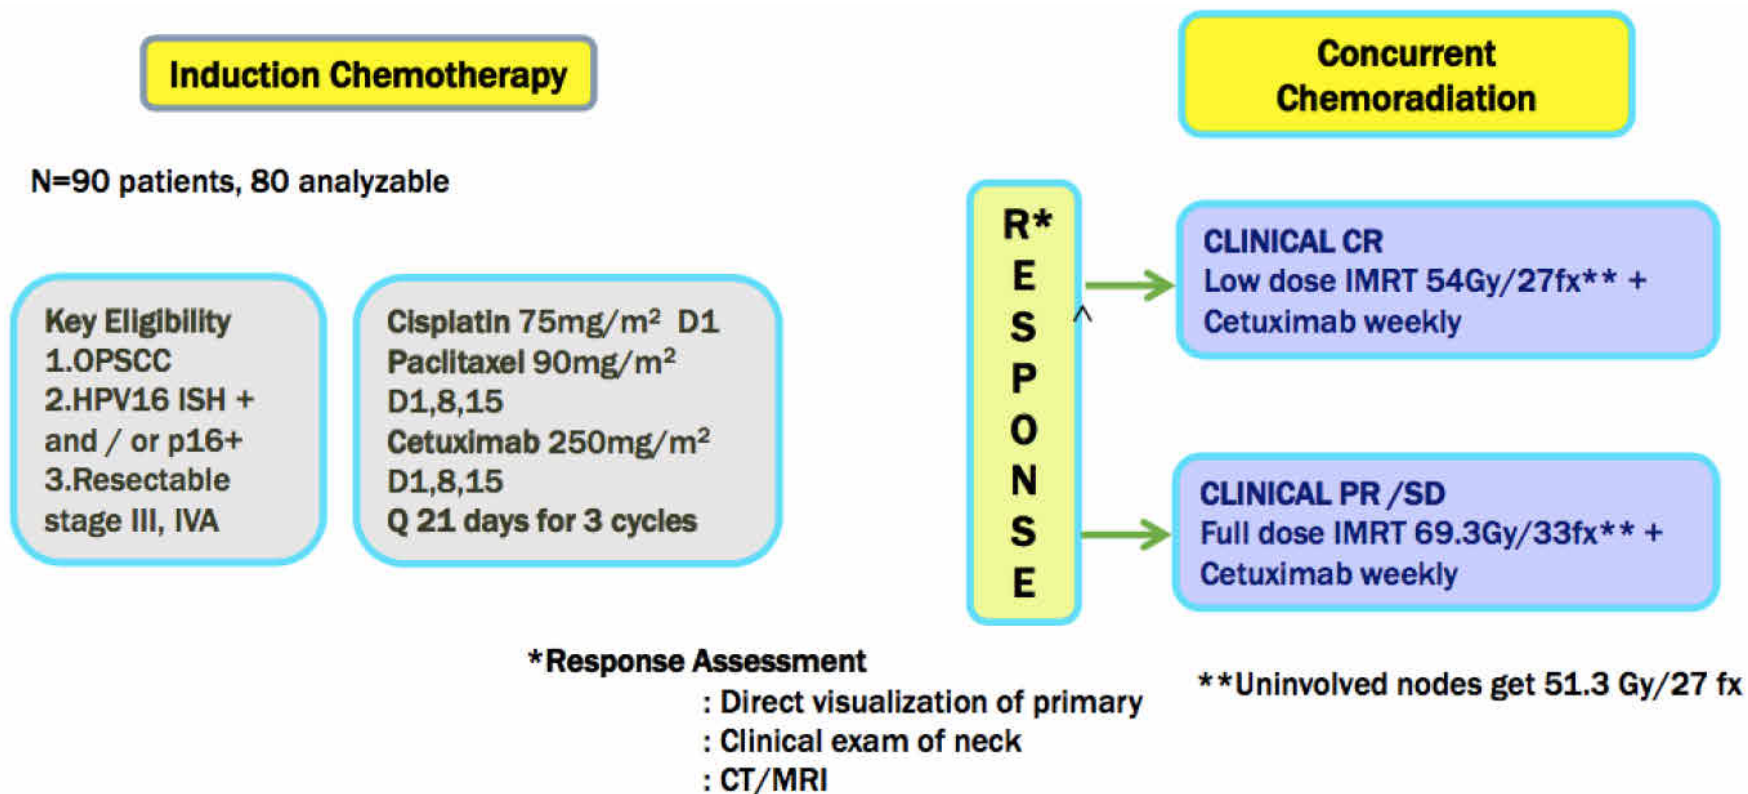 Induction Chemotherapy
Concurrent
Chemoradiation
N=90 patients, 80 analyzable
Key Eligibility
1.OPSCC
2.HPV16 ISH +
and / or p16+
3.Resectable
stage III, IVA
Cisplatin 75mg/m² D1
Paclitaxel 90mg/m²
D1,8,15
Cetuximab 250mg/m²
D1,8,15
Q 21 days for 3 cycles
R*
E
S
P
O
N
S
E
CLINICAL CR
Low dose IMRT 54Gy/27fx** +
Cetuximab weekly
CLINICAL PR /SD
Full dose IMRT 69.3Gy/33fx** +
Cetuximab weekly
*Response Assessment
: Direct visualization of primary
: Clinical exam of neck
: CT/MRI
**Uninvolved nodes get 51.3 Gy/27 fx